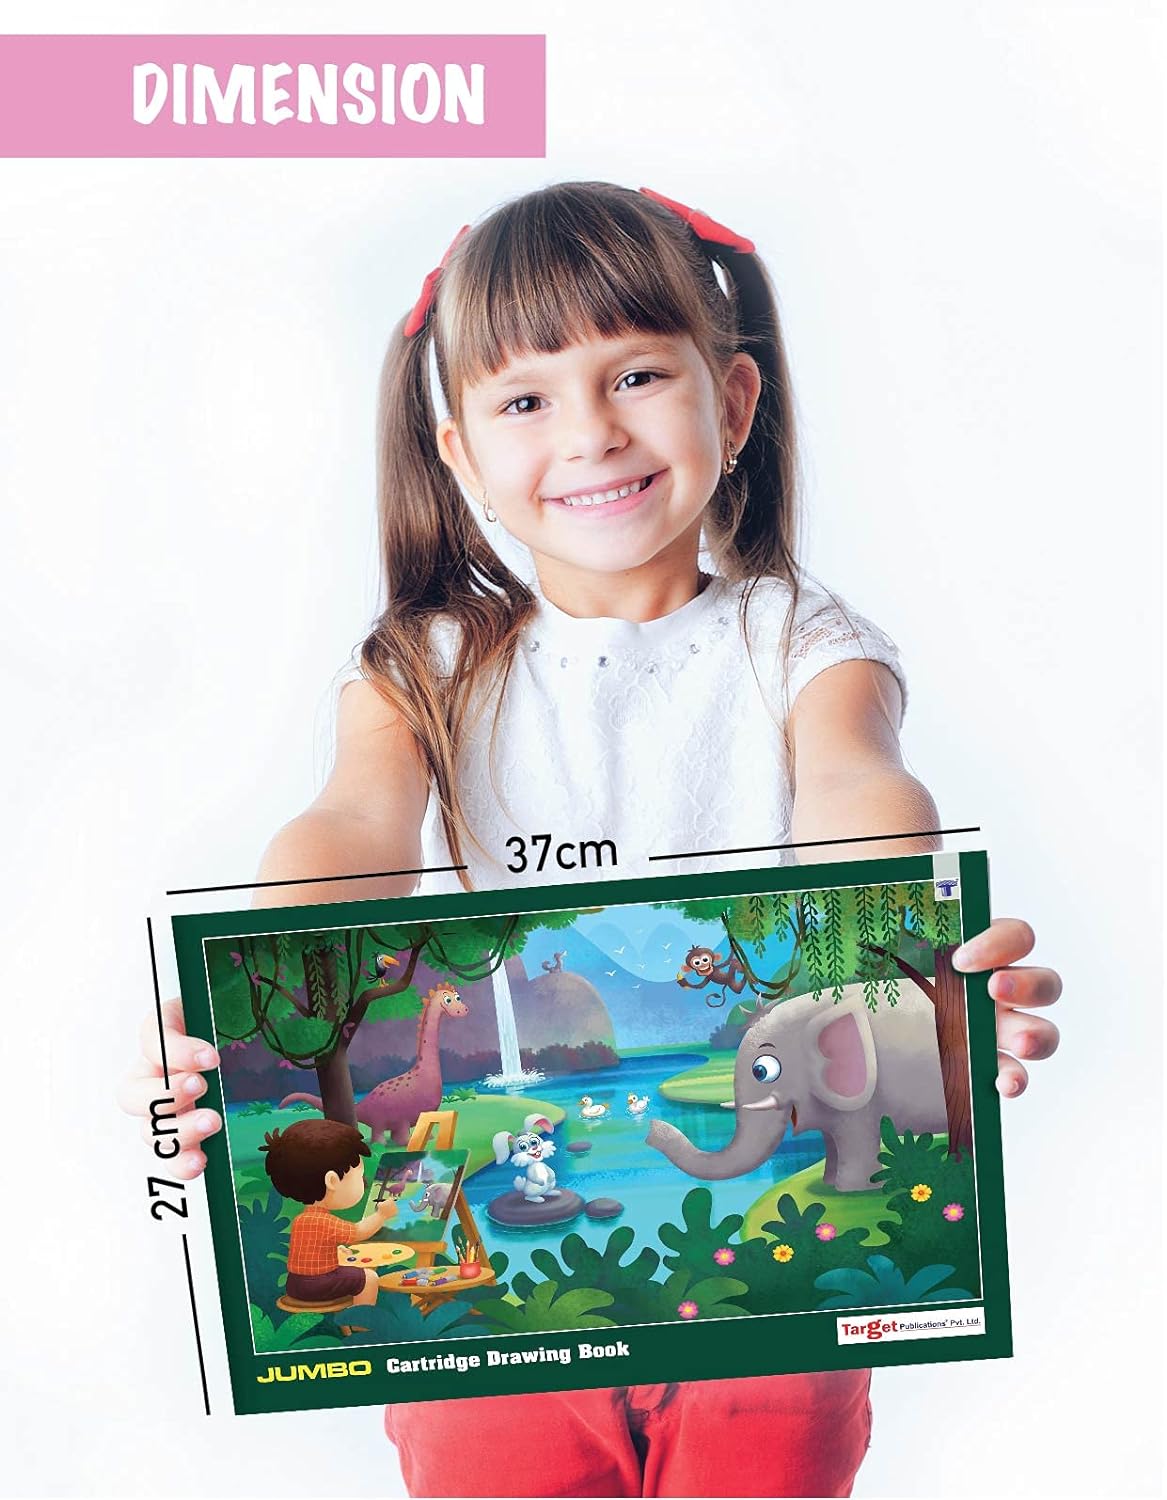 DIMENSION
37cm
27 cm
Target Publications® Pvt. Ltd.
JUMBO Cartridge Drawing Book